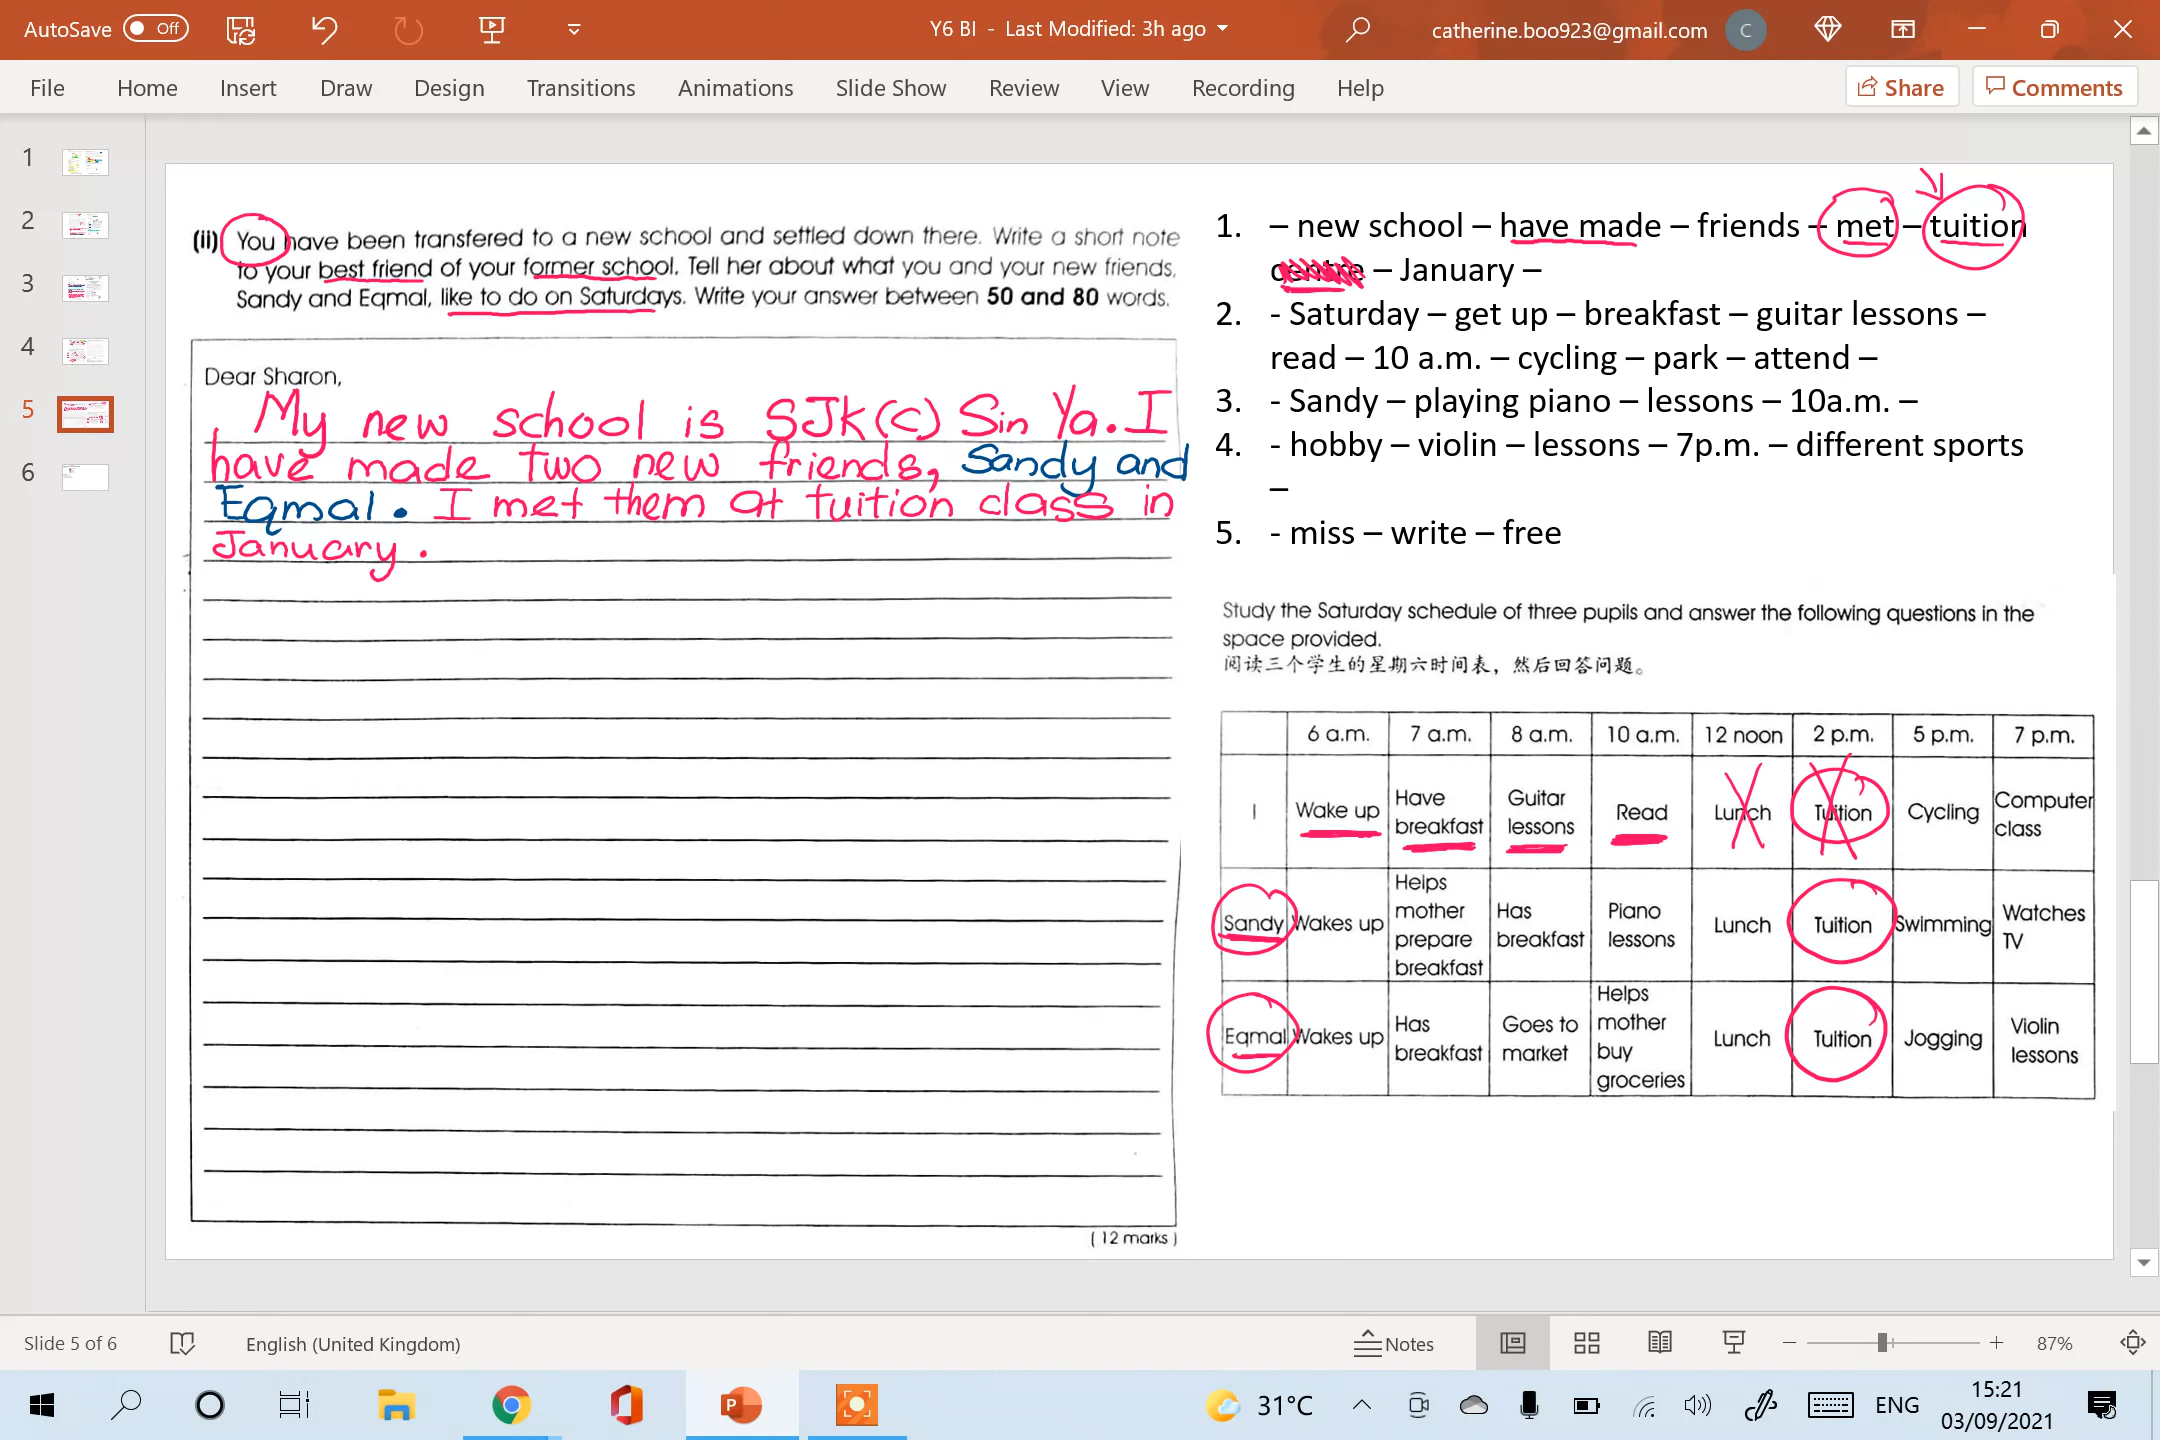 AutoSave Off
Y6 BI - Last Modified: 3h ago
catherine.boo923@gmail.com C
File Home Insert Draw Design Transitions Animations Slide Show Review View Recording Help
Share Comments
1
2
3
4
5
6
(ii) You have been transfered to a new school and settled down there. Write a short note
to your best friend of your former school. Tell her about what you and your new friends,
Sandy and Eqmal, like to do on Saturdays. Write your answer between 50 and 80 words.
Dear Sharon,
My new school is SJK(C) Sin Ya. I
have made two new friends, Sandy and
Eqmal. I met them at tuition class in
January.
( 12 marks )
1. – new school – have made – friends – met – tuition
centre – January –
2. - Saturday – get up – breakfast – guitar lessons –
read – 10 a.m. – cycling – park – attend –
3. - Sandy – playing piano – lessons – 10a.m. –
4. - hobby – violin – lessons – 7p.m. – different sports
–
5. - miss – write – free
Study the Saturday schedule of three pupils and answer the following questions in the
space provided.
阅读三个学生的星期六时间表，然后回答问题。
6 a.m. 7 a.m. 8 a.m. 10 a.m. 12 noon 2 p.m. 5 p.m. 7 p.m.
I Wake up Have breakfast Guitar lessons Read Lunch Tuition Cycling Computer class
Sandy Wakes up Helps mother prepare breakfast Has breakfast Piano lessons Lunch Tuition Swimming Watches TV
Eqmal Wakes up Has breakfast Goes to market Helps mother buy groceries Lunch Tuition Jogging Violin lessons
Slide 5 of 6 English (United Kingdom) Notes 87%
P 31°C ENG 15:21
03/09/2021